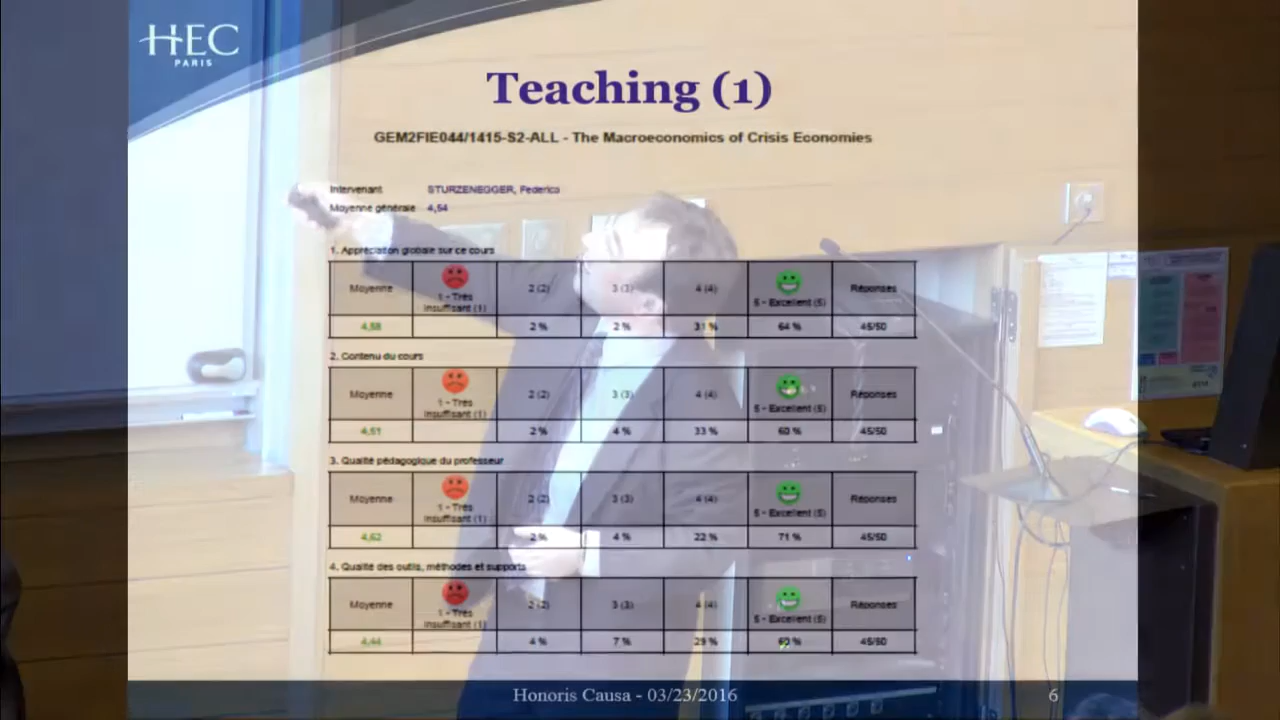 HEC
PARIS
Teaching (1)
GEM2FIE044/1415-S2-ALL - The Macroeconomics of Crisis Economies
Intervenant STURZENEGGER, Federico
Moyenne générale 4,54
1. Appréciation globale sur ce cours
Moyenne 1 - Très insuffisant (1) 2 (2) 3 (3) 4 (4) 5 - Excellent (5) Réponses
4,58 2 % 2 % 31 % 64 % 45/50
2. Contenu du cours
Moyenne 1 - Très insuffisant (1) 2 (2) 3 (3) 4 (4) 5 - Excellent (5) Réponses
4,51 2 % 4 % 33 % 60 % 45/50
3. Qualité pédagogique du professeur
Moyenne 1 - Très insuffisant (1) 2 (2) 3 (3) 4 (4) 5 - Excellent (5) Réponses
4,62 2 % 4 % 22 % 71 % 45/50
4. Qualité des outils, méthodes et supports
Moyenne 1 - Très insuffisant (1) 2 (2) 3 (3) 4 (4) 5 - Excellent (5) Réponses
4,44 4 % 7 % 29 % 60 % 45/50
Honoris Causa - 03/23/2016 6